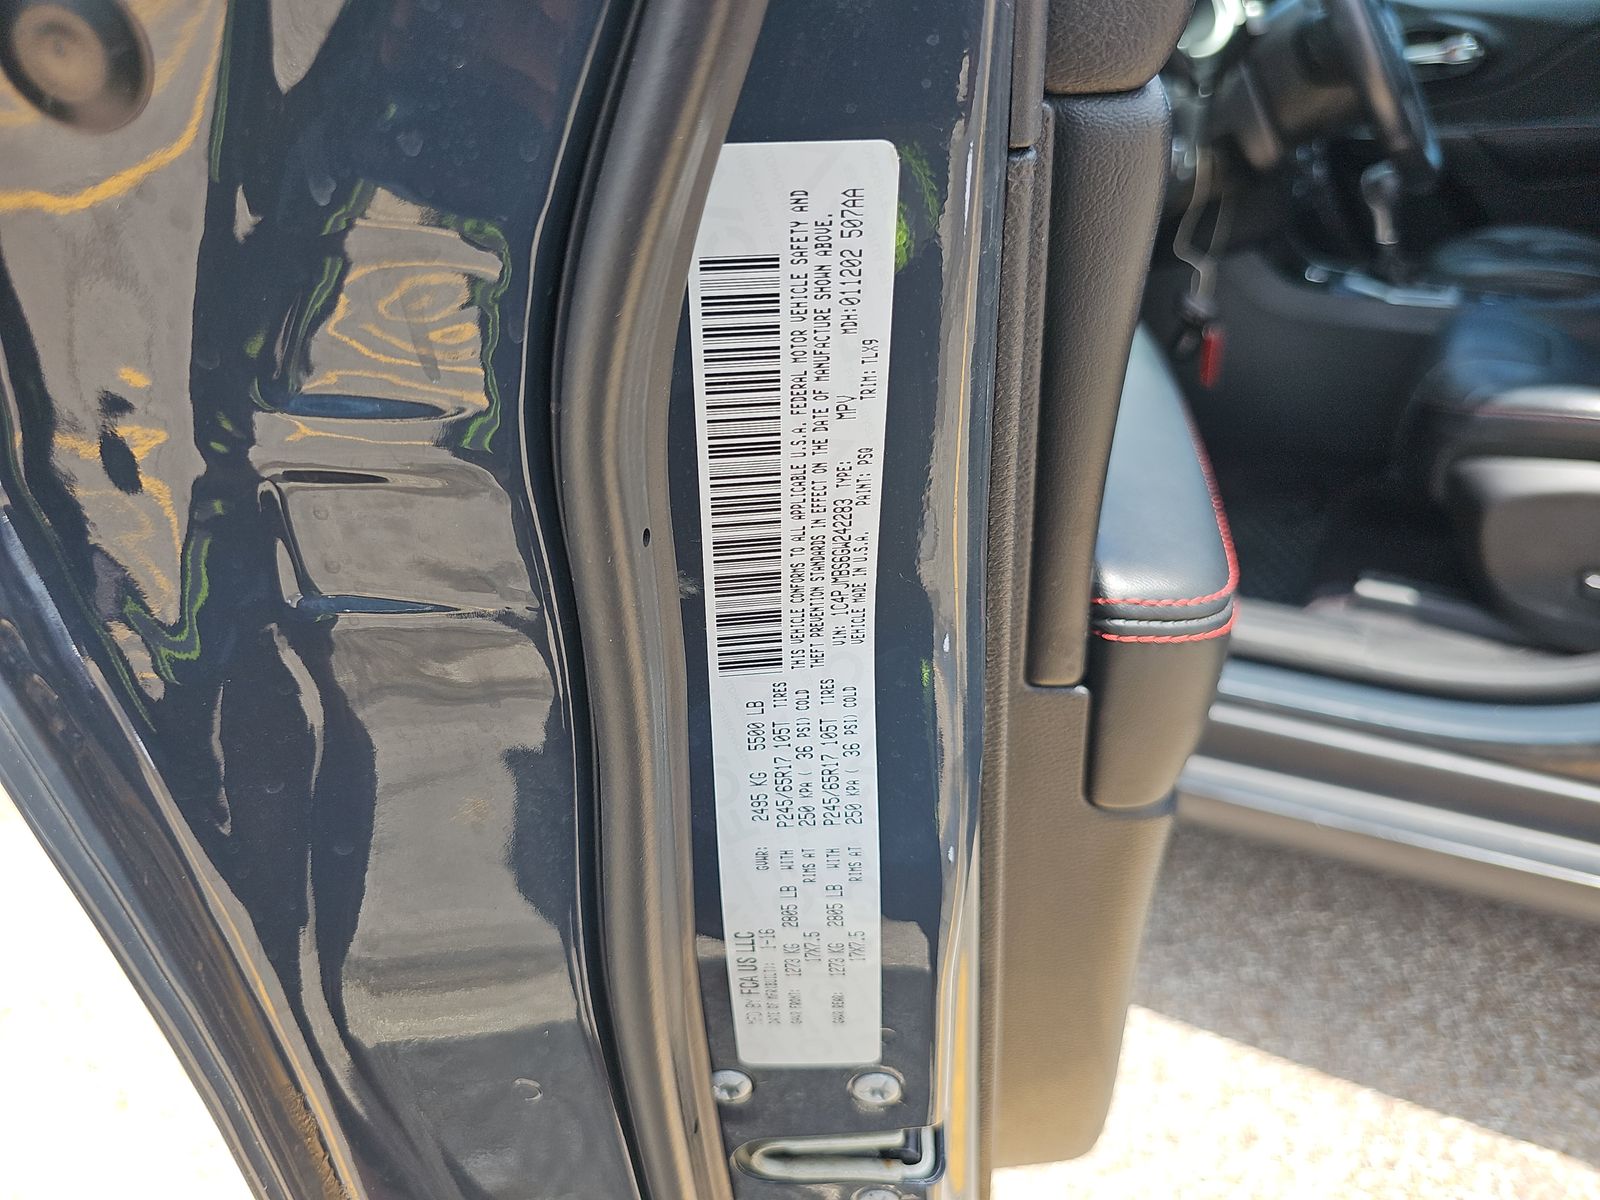 MFD BY FCA US LLC
DATE OF MFR(BUILT): 1-16 GVWR: 2495 KG 5500 LB
GAWR FRONT: 1273 KG 2805 LB WITH P245/65R17 105T TIRES
17X7.5 RIMS AT 250 KPA ( 36 PSI) COLD
GAWR REAR: 1273 KG 2805 LB WITH P245/65R17 105T TIRES
17X7.5 RIMS AT 250 KPA ( 36 PSI) COLD
THIS VEHICLE CONFORMS TO ALL APPLICABLE U.S.A. FEDERAL MOTOR VEHICLE SAFETY AND
THEFT PREVENTION STANDARDS IN EFFECT ON THE DATE OF MANUFACTURE SHOWN ABOVE.
VIN: 1C4PJMBS6GW242283 TYPE: MPV MDH:011202 507AA
VEHICLE MADE IN U.S.A. PAINT: PSQ TRIM: TLX9